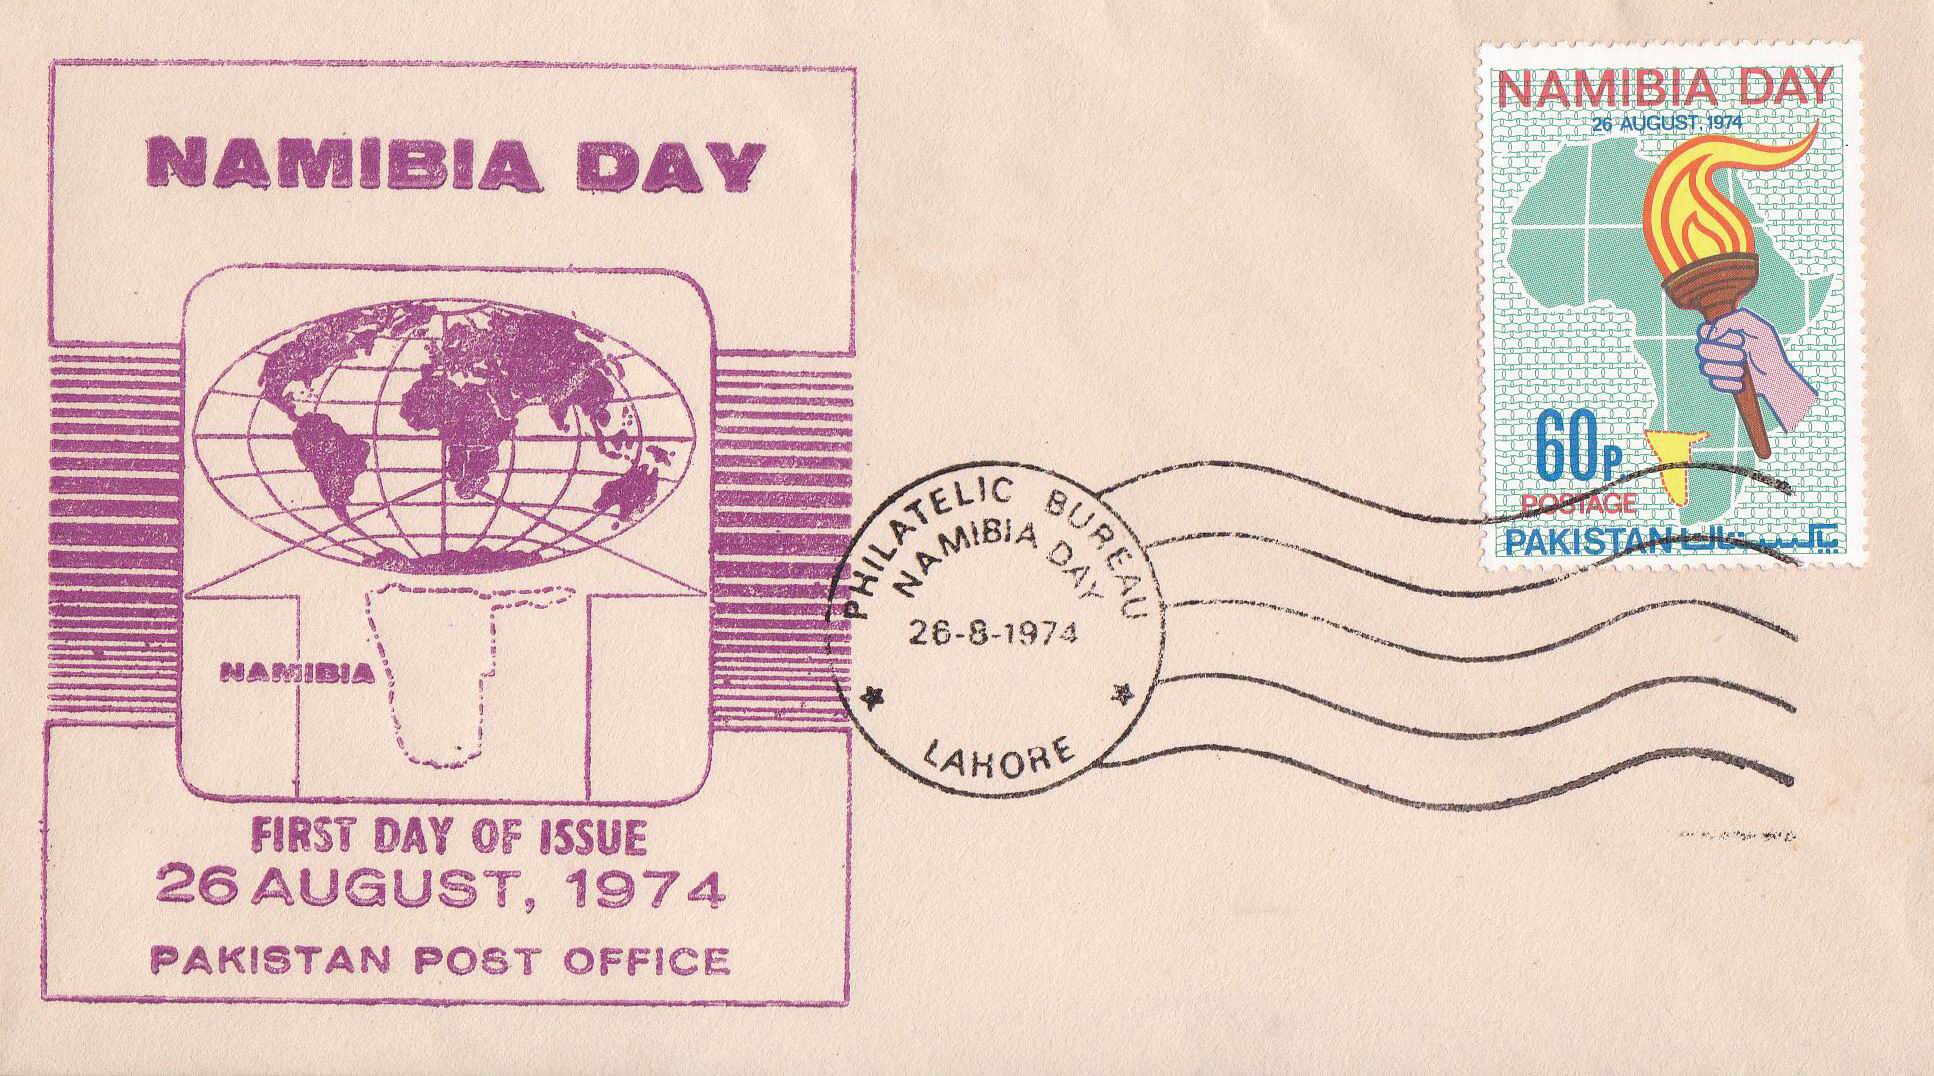 NAMIBIA DAY
NAMIBIA
FIRST DAY OF ISSUE
26 AUGUST, 1974
PAKISTAN POST OFFICE
PHILATELIC BUREAU
NAMIBIA DAY
26-8-1974
LAHORE
NAMIBIA DAY
26 AUGUST, 1974
60p
POSTAGE
PAKISTAN پاکستان